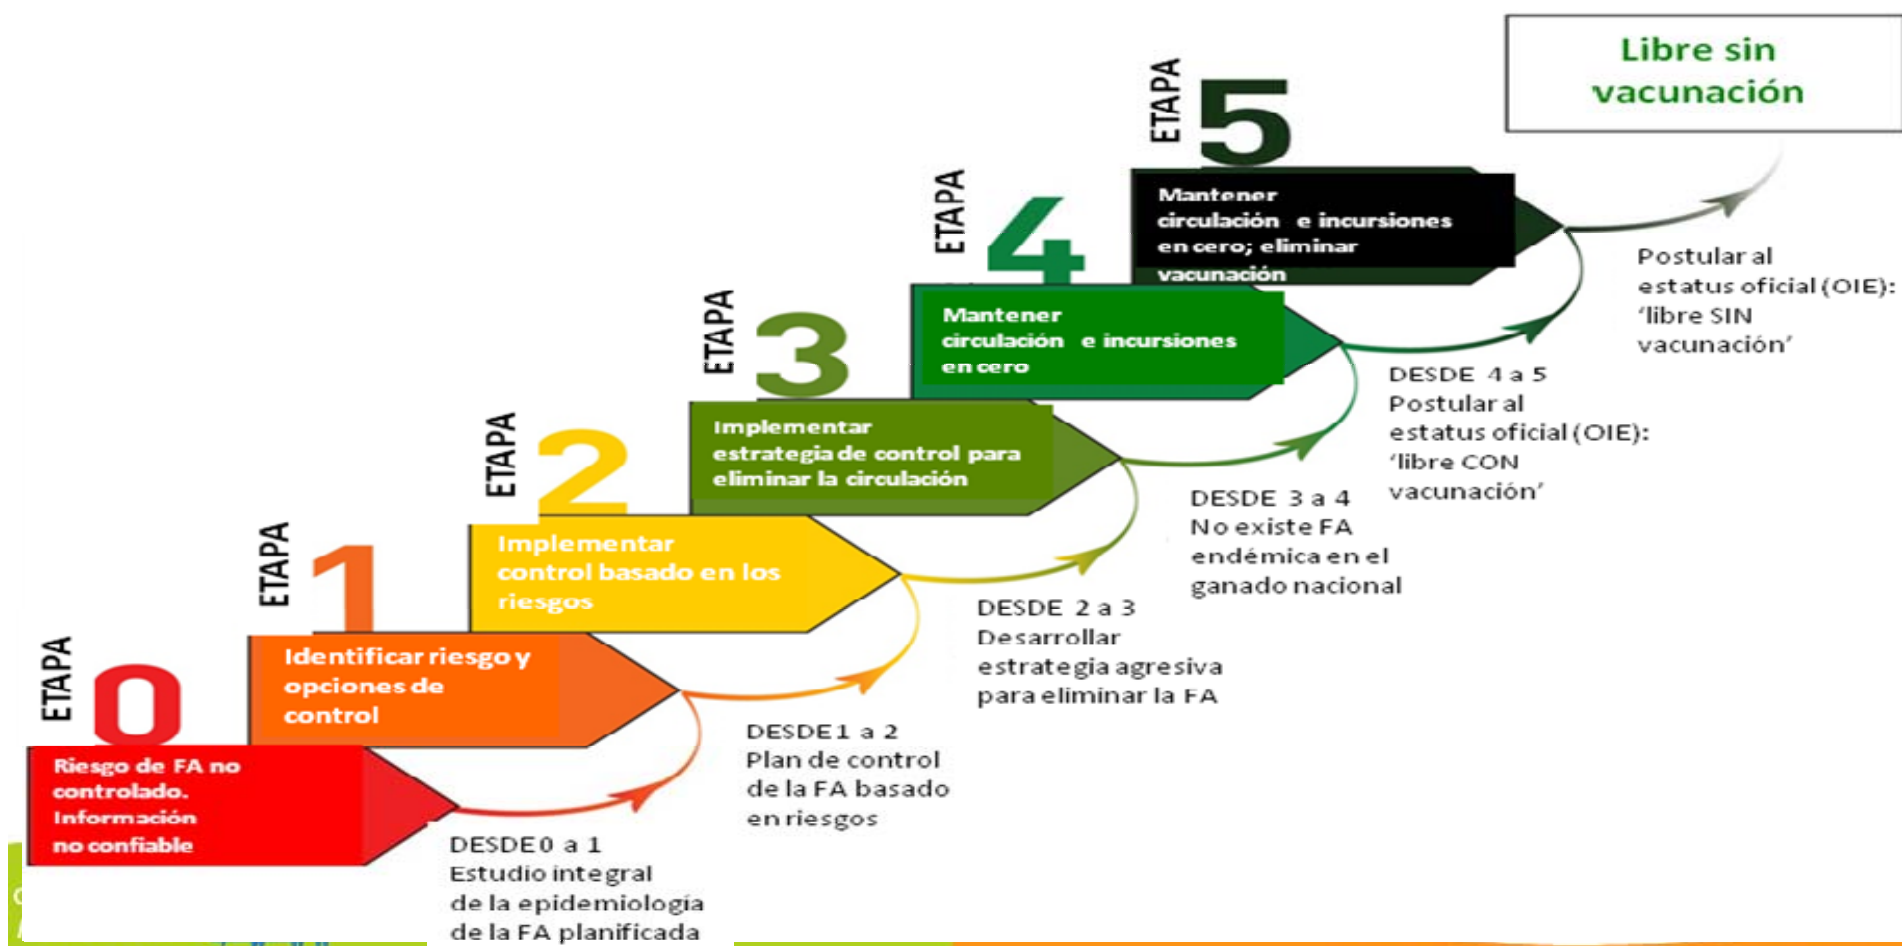 ETAPA
0
Riesgo de FA no
controlado.
Información
no confiable
DESDE 0 a 1
Estudio integral
de la epidemiología
de la FA planificada
ETAPA
1
Identificar riesgo y
opciones de
control
DESDE 1 a 2
Plan de control
de la FA basado
en riesgos
ETAPA
2
Implementar
control basado en los
riesgos
DESDE 2 a 3
Desarrollar
estrategia agresiva
para eliminar la FA
ETAPA
3
Implementar
estrategia de control para
eliminar la circulación
DESDE 3 a 4
No existe FA
endémica en el
ganado nacional
ETAPA
4
Mantener
circulación e incursiones
en cero
DESDE 4 a 5
Postular al
estatus oficial (OIE):
‘libre CON
vacunación’
ETAPA
5
Mantener
circulación e incursiones
en cero; eliminar
vacunación
Postular al
estatus oficial (OIE):
‘libre SIN
vacunación’
Libre sin
vacunación